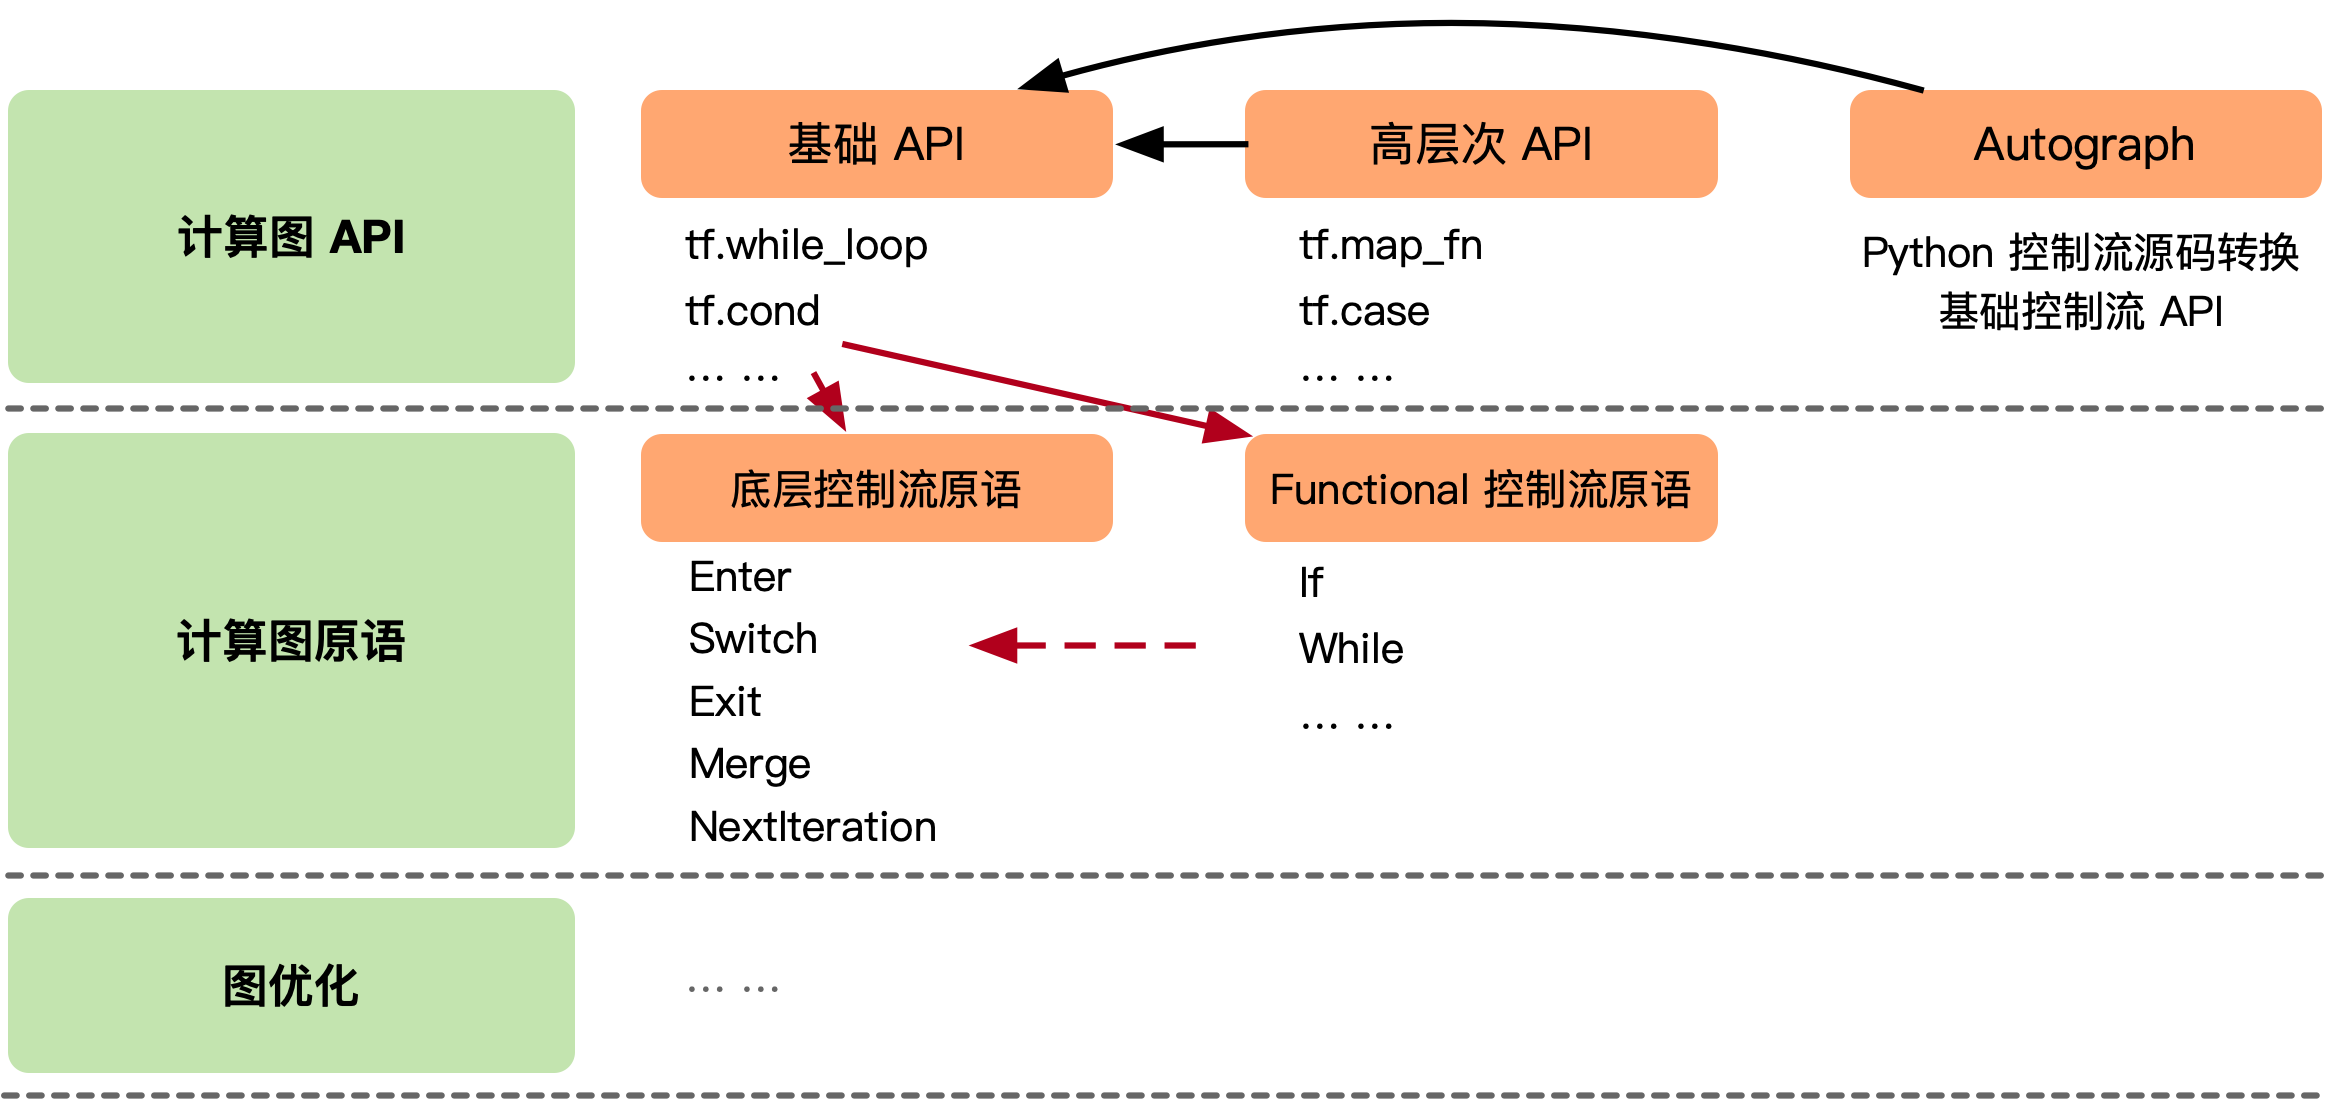 计算图 API
基础 API
高层次 API
Autograph
tf.while_loop
tf.cond
... ...
tf.map_fn
tf.case
... ...
Python 控制流源码转换
基础控制流 API
计算图原语
底层控制流原语
Functional 控制流原语
Enter
Switch
Exit
Merge
NextIteration
If
While
... ...
图优化
... ...